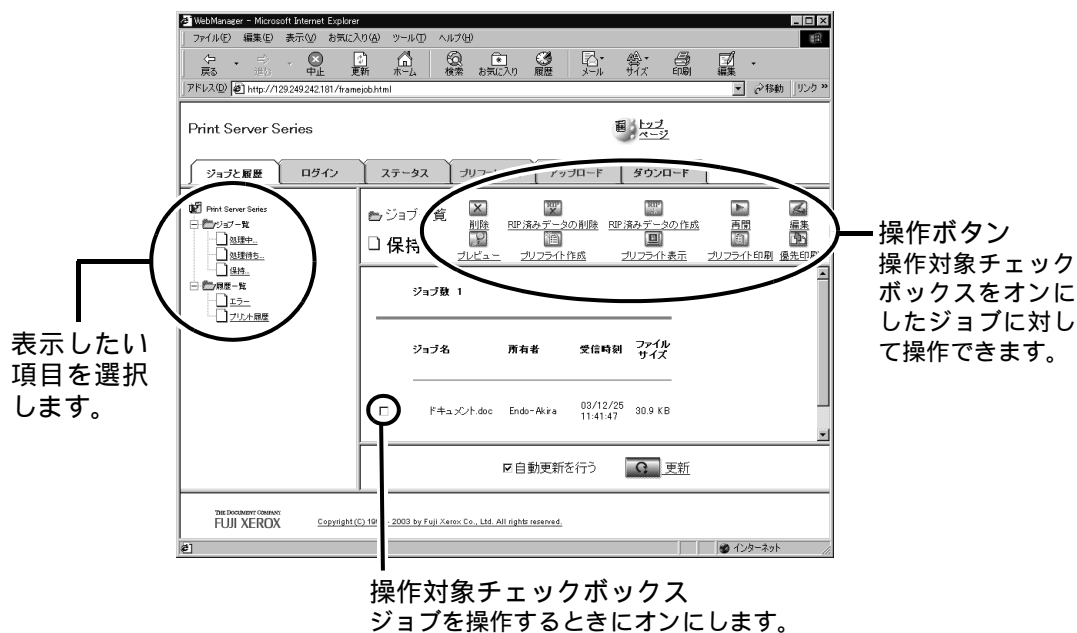 WebManager - Microsoft Internet Explorer
ファイル(F) 編集(E) 表示(V) お気に入り(A) ツール(T) ヘルプ(H)
戻る 進む 中止 更新 ホーム 検索 お気に入り 履歴 メール サイズ 印刷 編集
アドレス(D) http://129.249.242.181/framejob.html 移動 リンク »
Print Server Series
トップ
ページ
ジョブと履歴 ログイン ステータス アップロード ダウンロード
Print Server Series
ジョブ一覧
処理中...
処理待ち...
保持...
履歴一覧
エラー
プリント履歴
ジョブ 覧
保持
削除 RIP 済みデータの削除 RIP 済みデータの作成 再開 編集
プレビュー プリフライト作成 プリフライト表示 プリフライト印刷 優先印刷
ジョブ数 1
ジョブ名 所有者 受信時刻 ファイル
サイズ
ドキュメント.doc Endo-Akira 03/12/25
11:41:47 30.9 KB
自動更新を行う 更新
THE DOCUMENT COMPANY
FUJI XEROX
Copyright (C) 19 - 2003 by Fuji Xerox Co., Ltd. All rights reserved.
インターネット
表示したい
項目を選択
します。
操作ボタン
操作対象チェック
ボックスをオンに
したジョブに対し
て操作できます。
操作対象チェックボックス
ジョブを操作するときにオンにします。